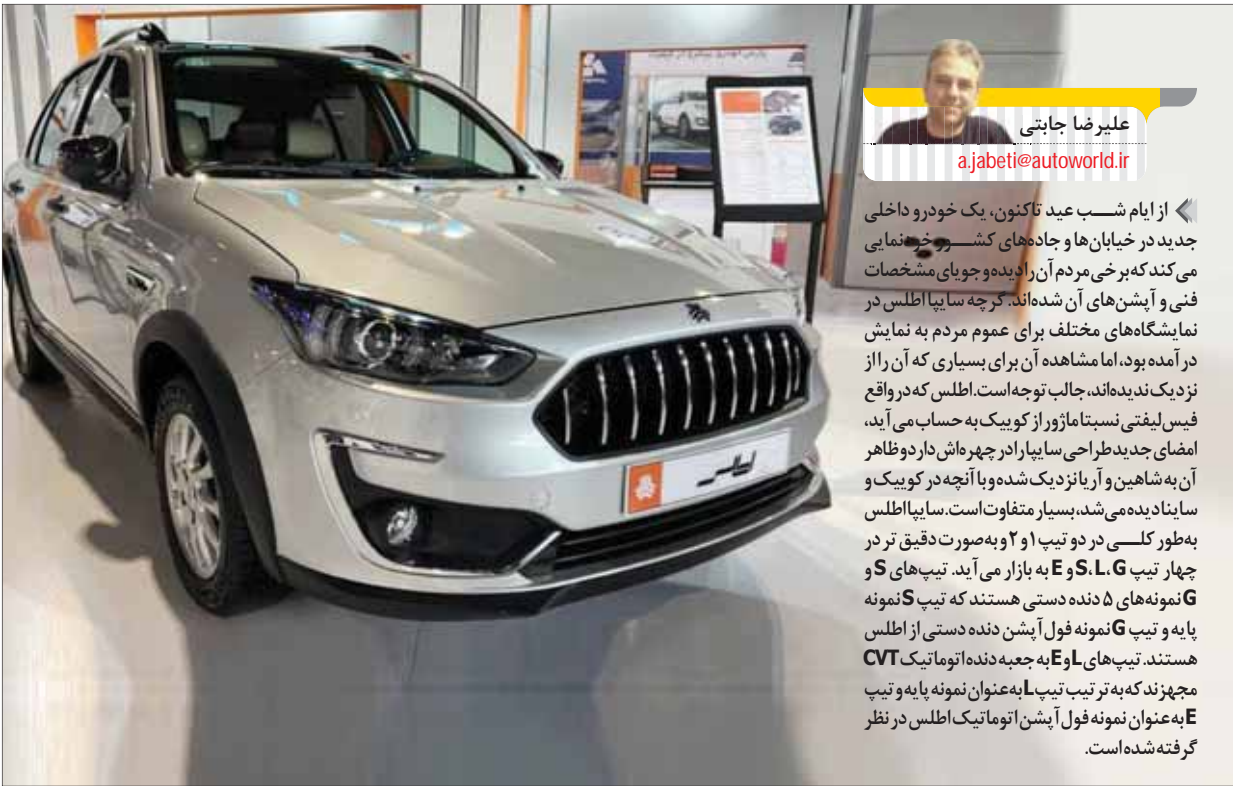 علیرضا جابتی
a.jabeti@autoworld.ir
از ایام شب عید تاکنون، یک خودرو داخلی
جدید در خیابان‌ها و جاده‌های کشور خودنمایی
می‌کند که برخی مردم آن را دیده و جویای مشخصات
فنی و آپشن‌های آن شده‌اند. گرچه سایپا اطلس در
نمایشگاه‌های مختلف برای عموم مردم به نمایش
درآمده بود، اما مشاهده آن برای بسیاری که آن را از
نزدیک ندیده‌اند، جالب توجه است. اطلس که در واقع
فیس‌لیفتی نسبتا ماژور از کوییک به حساب می‌آید،
امضای جدید طراحی سایپا را در چهره‌اش دارد و ظاهر
آن به شاهین و آریا نزدیک شده و با آنچه در کوییک و
ساینا دیده می‌شد، بسیار متفاوت است. سایپا اطلس
به‌طور کلی در دو تیپ ۱ و ۲ و به‌صورت دقیق تر در
چهار تیپ S، L، G و E به بازار می‌آید. تیپ‌های S و
G نمونه‌های ۵ دنده دستی هستند که تیپ S نمونه
پایه و تیپ G نمونه فول آپشن دنده دستی از اطلس
هستند. تیپ‌های L و E به جعبه دنده اتوماتیک CVT
مجهزند که به ترتیب تیپ L به‌عنوان نمونه پایه و تیپ
E به‌عنوان نمونه فول آپشن اتوماتیک اطلس در نظر
گرفته شده است.
اطلس